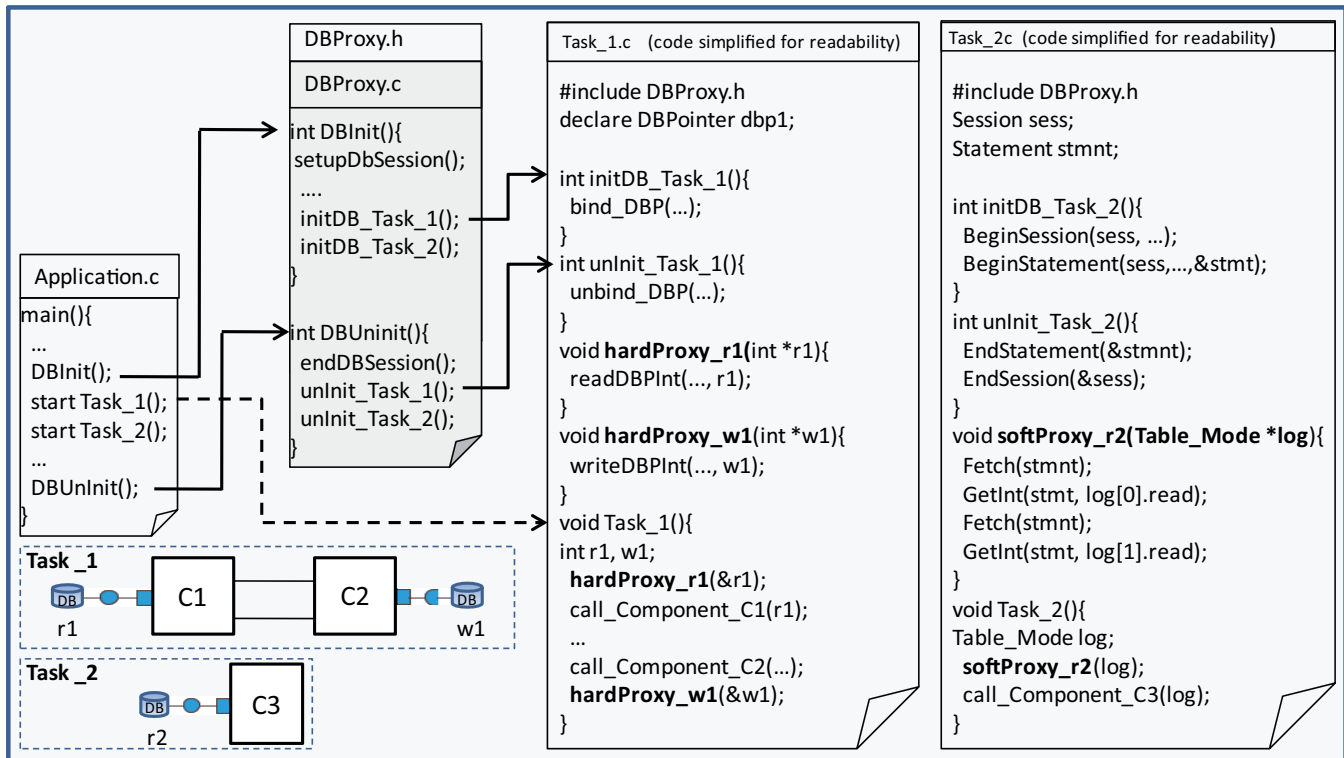 Application.c
main(){
...
DBInit();
start Task_1();
start Task_2();
...
DBUnInit();
}
DBProxy.h
DBProxy.c
int DBInit(){
setupDbSession();
....
initDB_Task_1();
initDB_Task_2();
}
int DBUninit(){
endDBSession();
unInit_Task_1();
unInit_Task_2();
}
Task_1.c (code simplified for readability)
#include DBProxy.h
declare DBPointer dbp1;
int initDB_Task_1(){
bind_DBP(...);
}
int unInit_Task_1(){
unbind_DBP(...);
}
void hardProxy_r1(int *r1){
readDBPInt(..., r1);
}
void hardProxy_w1(int *w1){
writeDBPInt(..., w1);
}
void Task_1(){
int r1, w1;
hardProxy_r1(&r1);
call_Component_C1(r1);
...
call_Component_C2(...);
hardProxy_w1(&w1);
}
Task_2c (code simplified for readability)
#include DBProxy.h
Session sess;
Statement stmnt;
int initDB_Task_2(){
BeginSession(sess, ...);
BeginStatement(sess,...,&stmt);
}
int unInit_Task_2(){
EndStatement(&stmnt);
EndSession(&sess);
}
void softProxy_r2(Table_Mode *log){
Fetch(stmnt);
GetInt(stmt, log[0].read);
Fetch(stmnt);
GetInt(stmt, log[1].read);
}
void Task_2(){
Table_Mode log;
softProxy_r2(log);
call_Component_C3(log);
}
Task _1
DB
r1
C1
C2
DB
w1
Task _2
DB
r2
C3